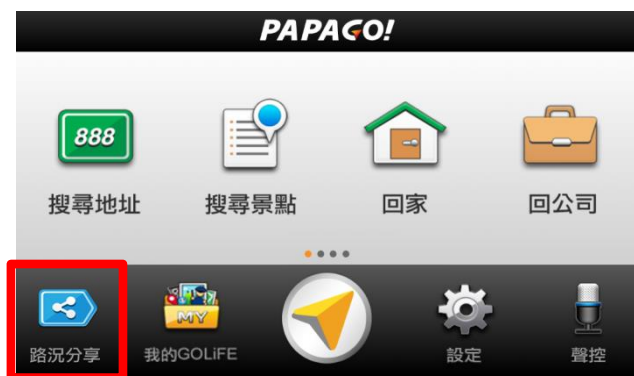 PAPAGO!
888
搜尋地址
搜尋景點
回家
回公司
MY
路況分享
我的GOLiFE
設定
聲控